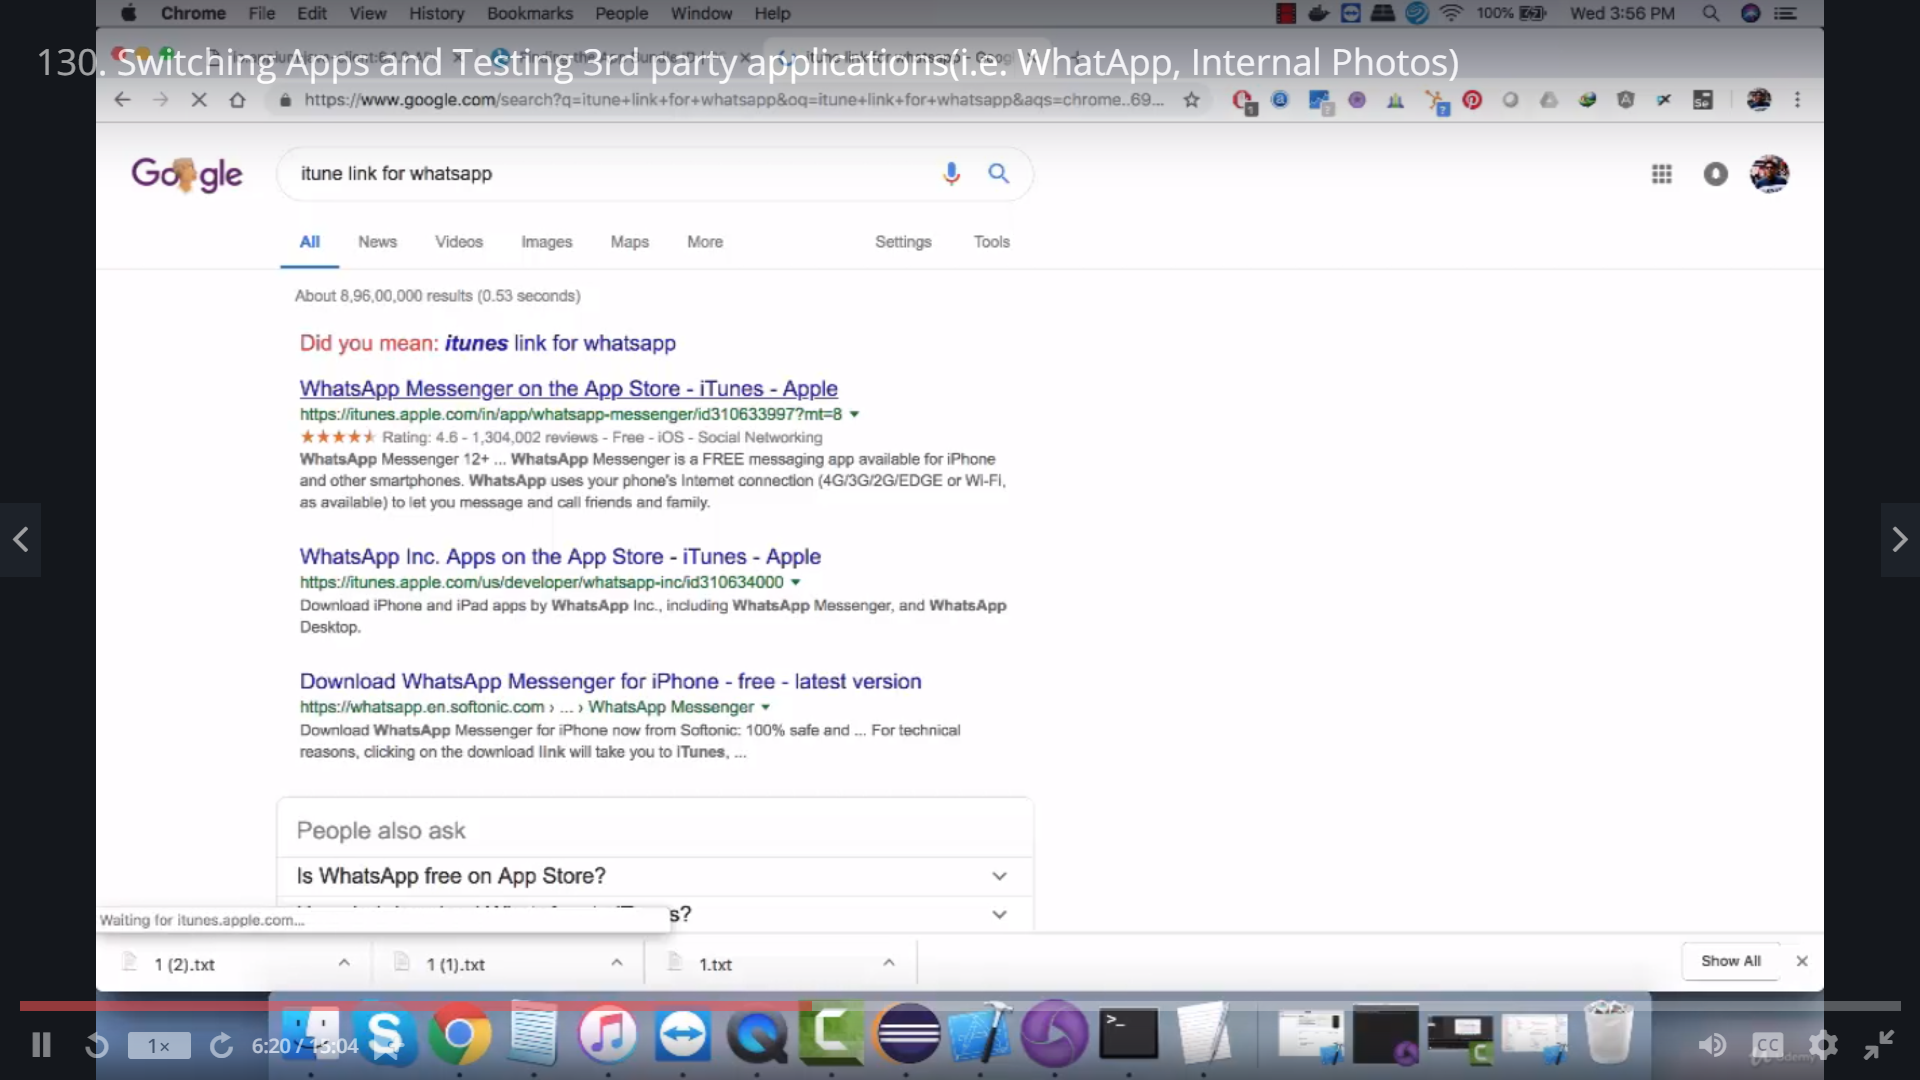 Chrome File Edit View History Bookmarks People Window Help 100% Wed 3:56 PM
130. Switching Apps and Testing 3rd party applications(i.e. WhatApp, Internal Photos)
https://www.google.com/search?q=itune+link+for+whatsapp&oq=itune+link+for+whatsapp&aqs=chrome..69...
Google
itune link for whatsapp
All News Videos Images Maps More Settings Tools
About 8,96,00,000 results (0.53 seconds)
Did you mean: itunes link for whatsapp
WhatsApp Messenger on the App Store - iTunes - Apple
https://itunes.apple.com/in/app/whatsapp-messenger/id310633997?mt=8
Rating: 4.6 - 1,304,002 reviews - Free - iOS - Social Networking
WhatsApp Messenger 12+ ... WhatsApp Messenger is a FREE messaging app available for iPhone
and other smartphones. WhatsApp uses your phone's Internet connection (4G/3G/2G/EDGE or Wi-Fi,
as available) to let you message and call friends and family.
WhatsApp Inc. Apps on the App Store - iTunes - Apple
https://itunes.apple.com/us/developer/whatsapp-inc/id310634000
Download iPhone and iPad apps by WhatsApp Inc., including WhatsApp Messenger, and WhatsApp
Desktop.
Download WhatsApp Messenger for iPhone - free - latest version
https://whatsapp.en.softonic.com › ... › WhatsApp Messenger
Download WhatsApp Messenger for iPhone now from Softonic: 100% safe and ... For technical
reasons, clicking on the download link will take you to iTunes, ...
People also ask
Is WhatsApp free on App Store?
s?
Waiting for itunes.apple.com...
1 (2).txt 1 (1).txt 1.txt Show All
1× 6:20 / 15:04 CC